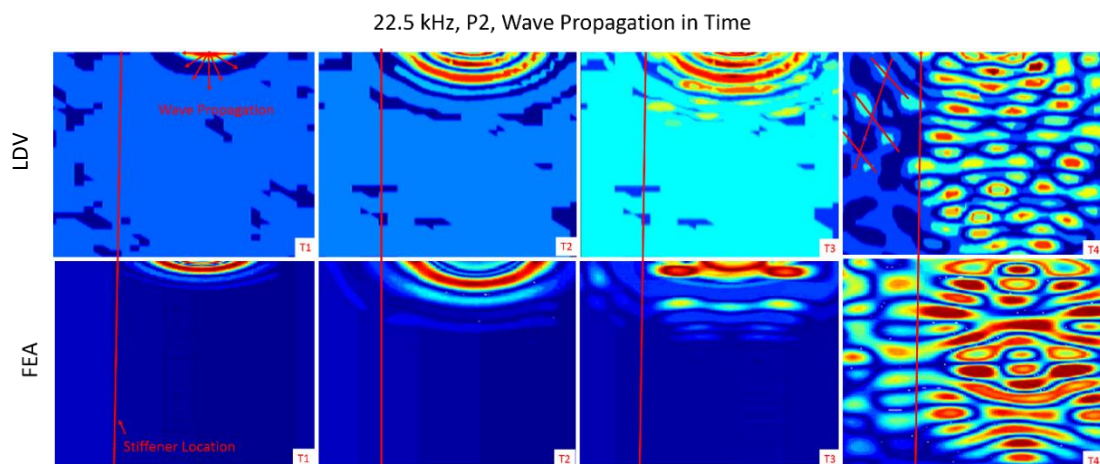 22.5 kHz, P2, Wave Propagation in Time
LDV
Wave Propagation
T1
T2
T3
T4
FEA
Stiffener Location
T1
T2
T3
T4